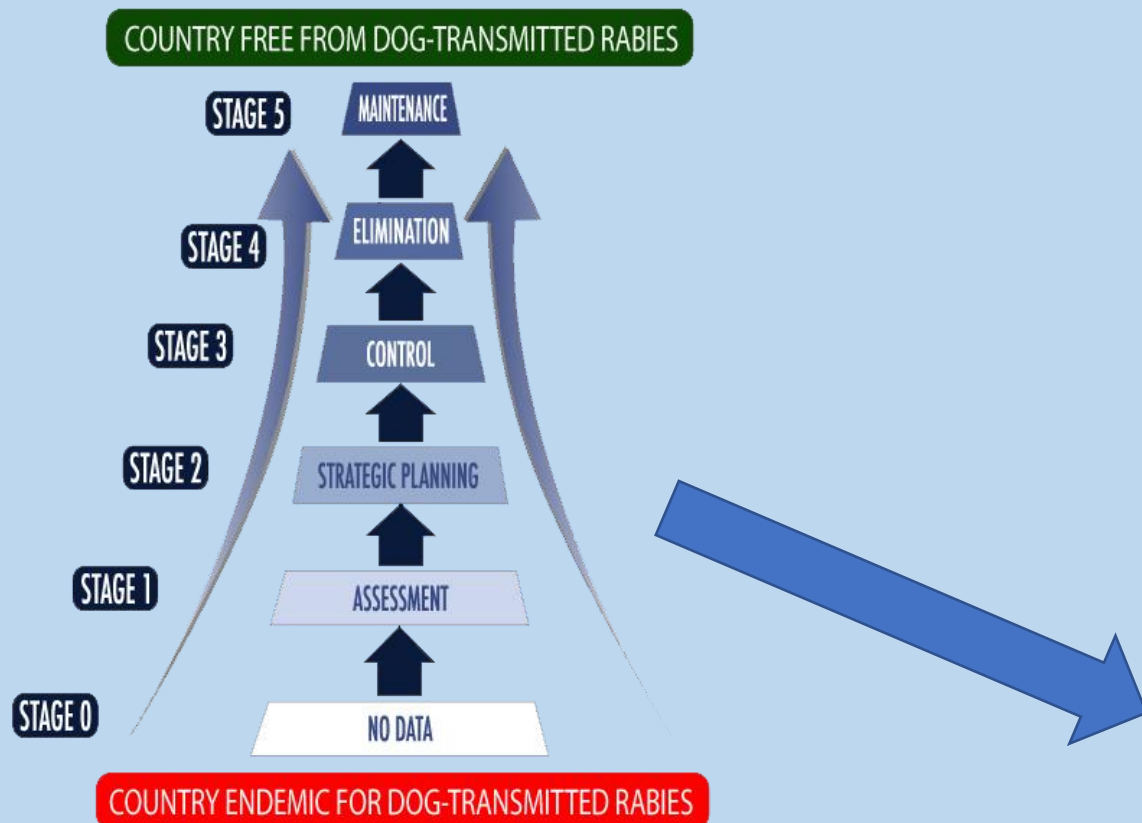 COUNTRY FREE FROM DOG-TRANSMITTED RABIES
STAGE 5
MAINTENANCE
STAGE 4
ELIMINATION
STAGE 3
CONTROL
STAGE 2
STRATEGIC PLANNING
STAGE 1
ASSESSMENT
STAGE 0
NO DATA
COUNTRY ENDEMIC FOR DOG-TRANSMITTED RABIES